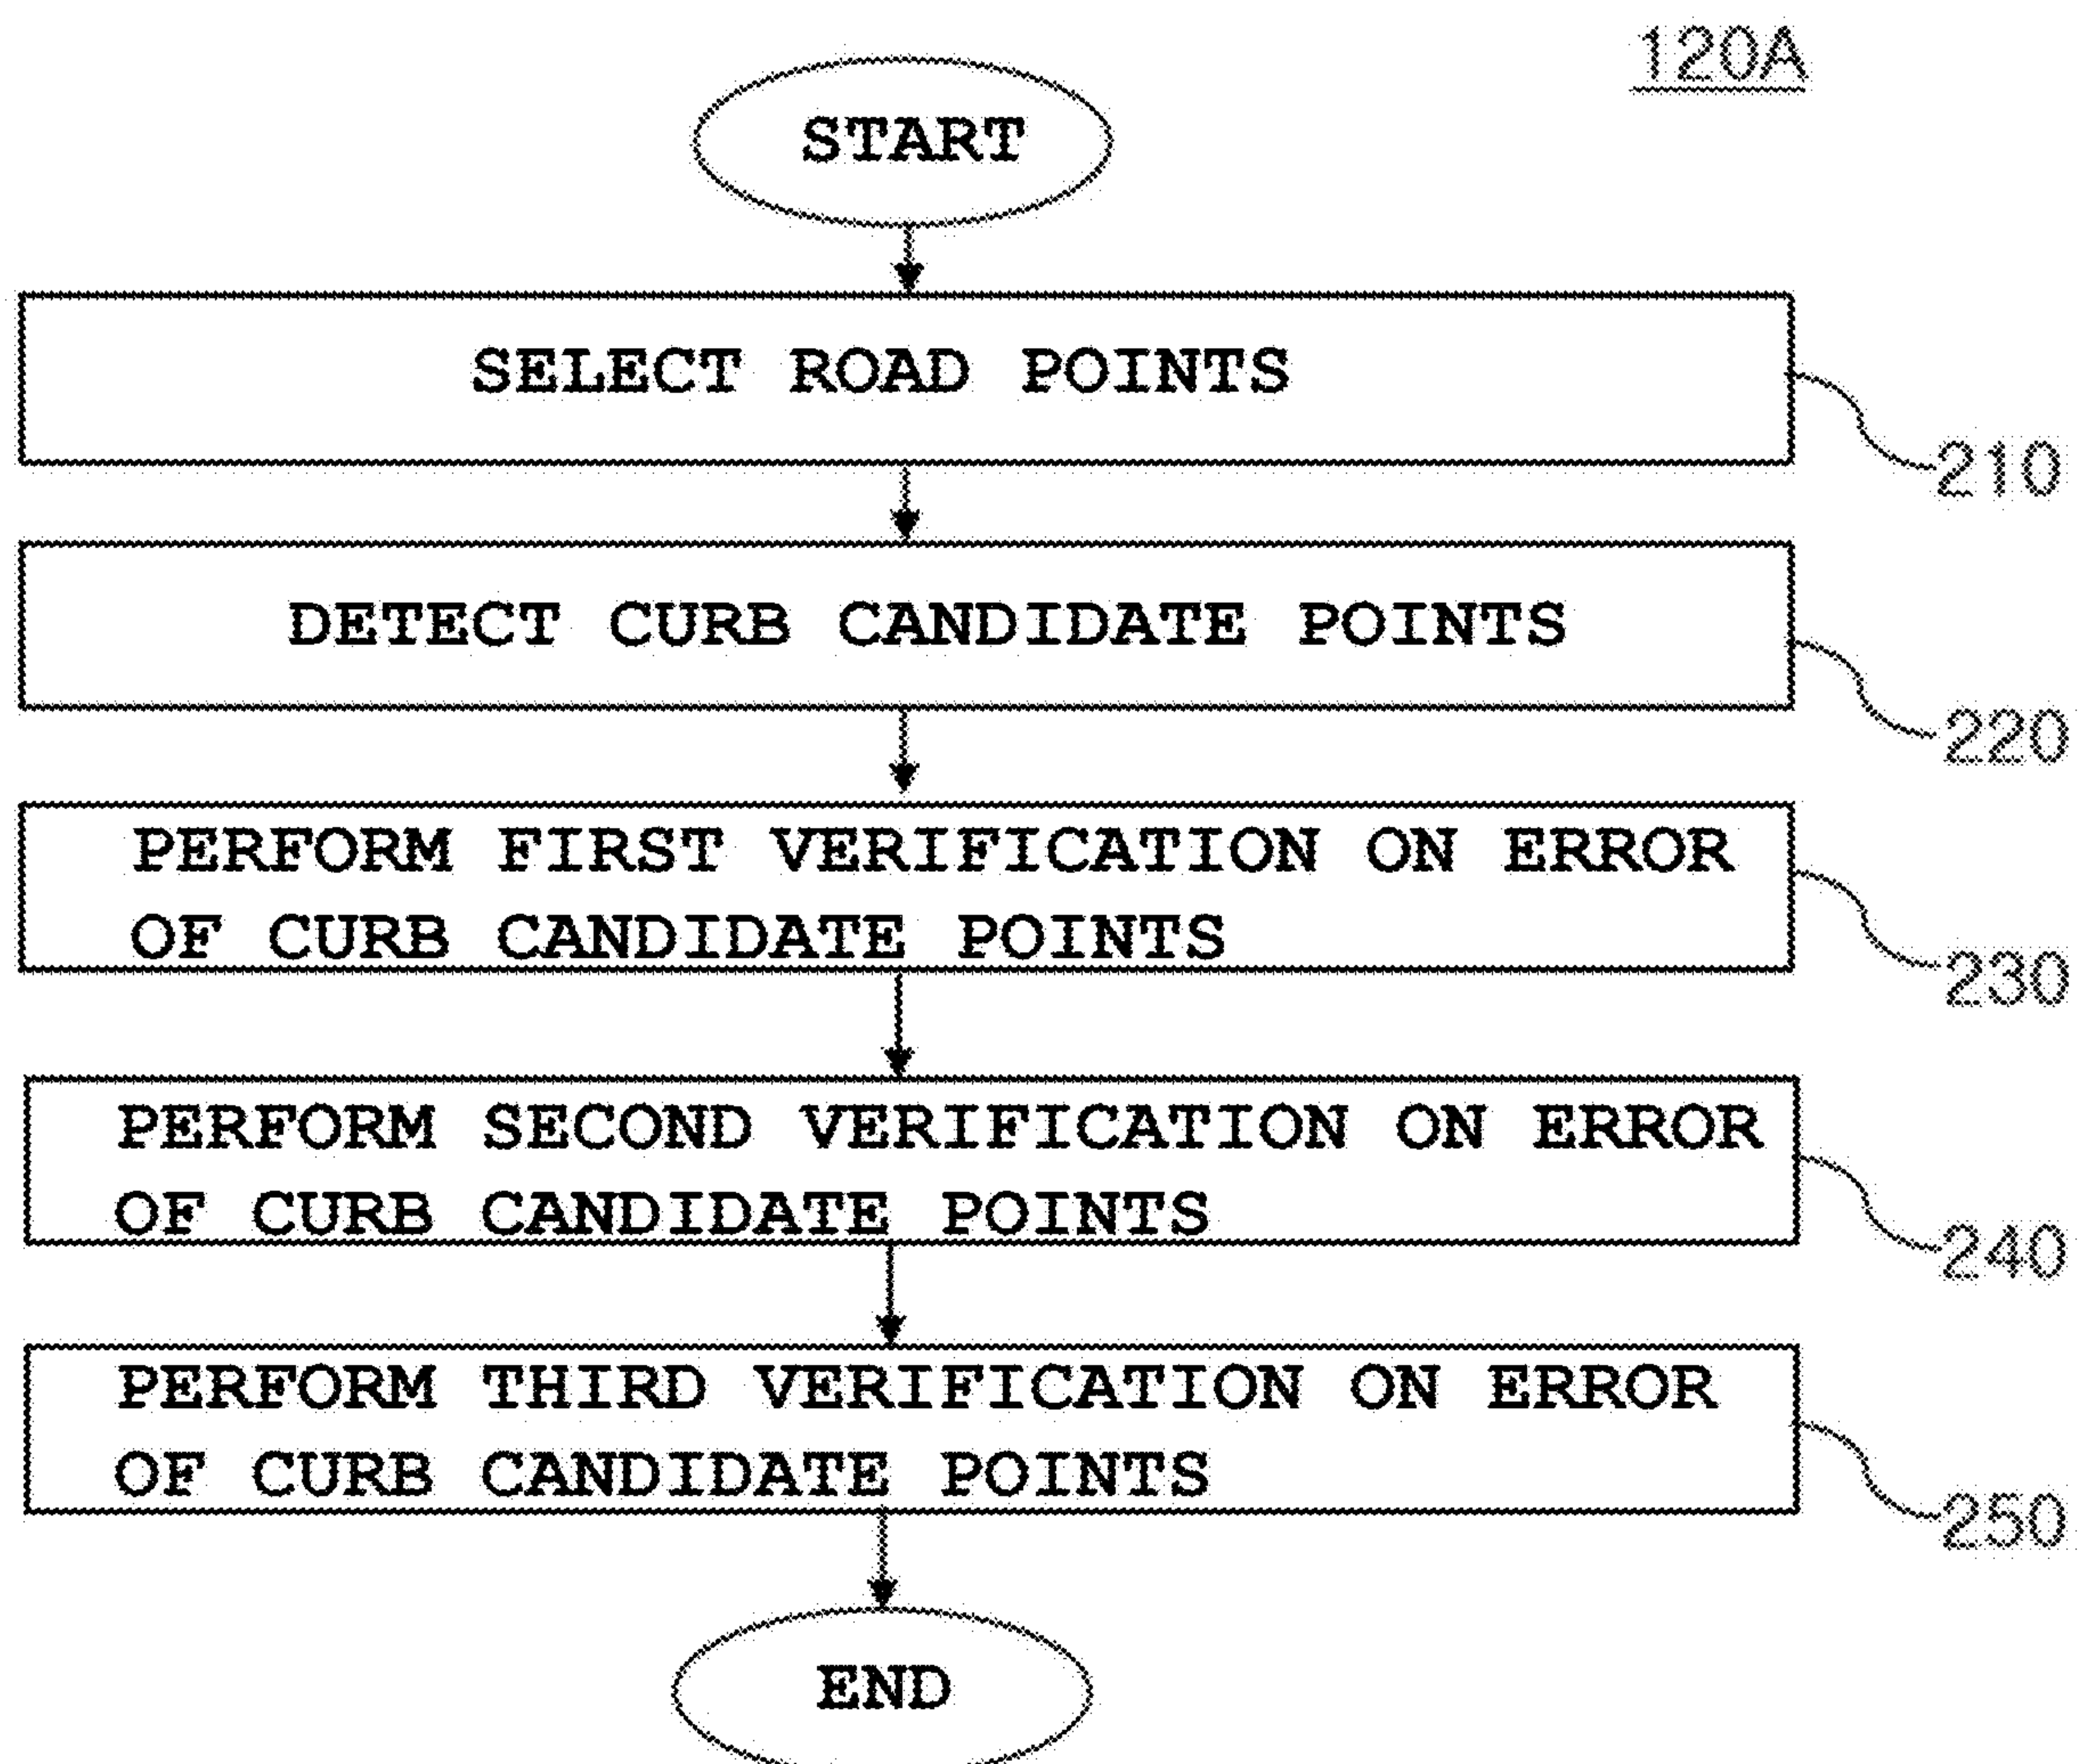 120A
START
SELECT ROAD POINTS
210
DETECT CURB CANDIDATE POINTS
220
PERFORM FIRST VERIFICATION ON ERROR
OF CURB CANDIDATE POINTS
230
PERFORM SECOND VERIFICATION ON ERROR
OF CURB CANDIDATE POINTS
240
PERFORM THIRD VERIFICATION ON ERROR
OF CURB CANDIDATE POINTS
250
END